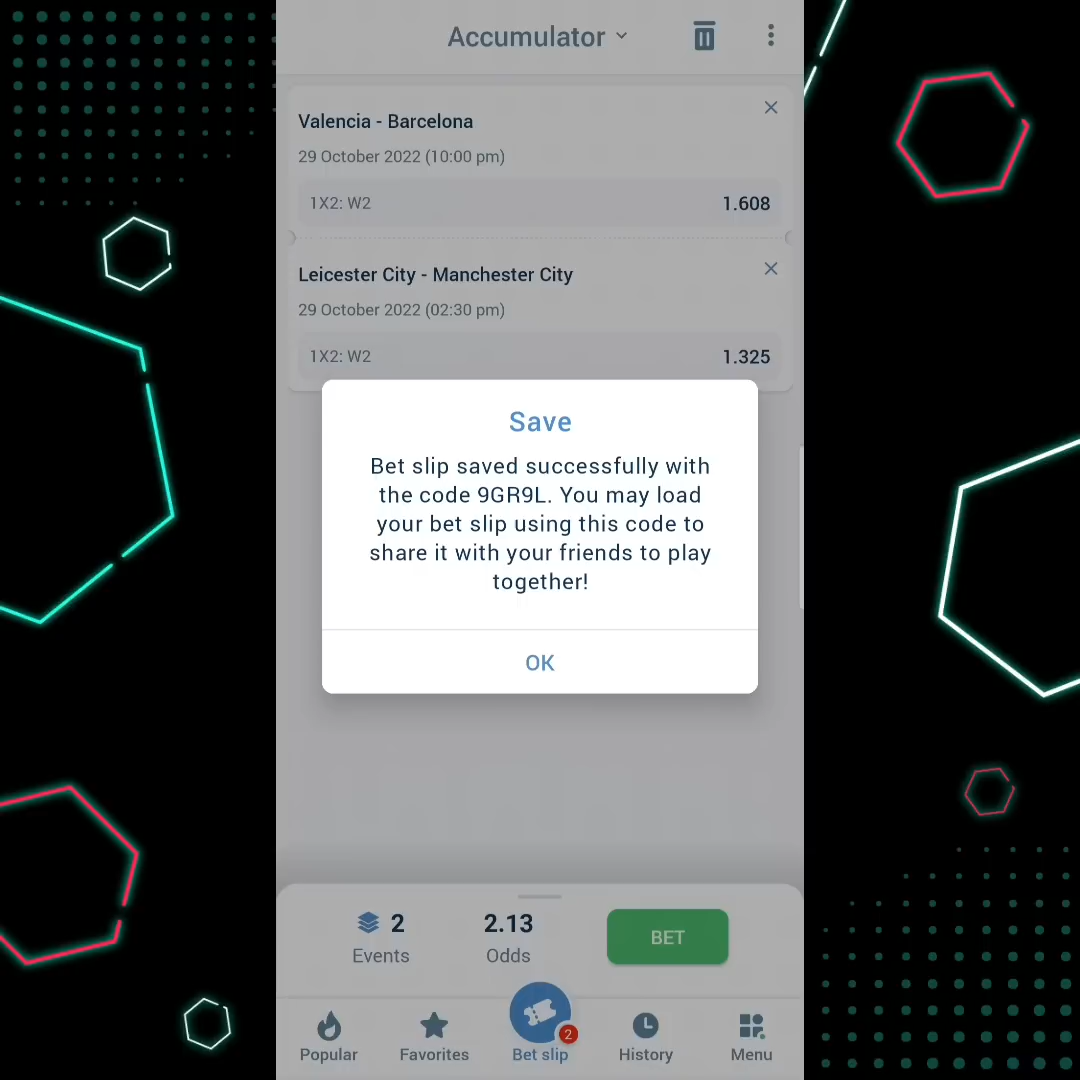 Accumulator
Valencia - Barcelona
29 October 2022 (10:00 pm)
1X2: W2 1.608
Leicester City - Manchester City
29 October 2022 (02:30 pm)
1X2: W2 1.325
Save
Bet slip saved successfully with
the code 9GR9L. You may load
your bet slip using this code to
share it with your friends to play
together!
OK
2 2.13 BET
Events Odds
2
Popular Favorites Bet slip History Menu